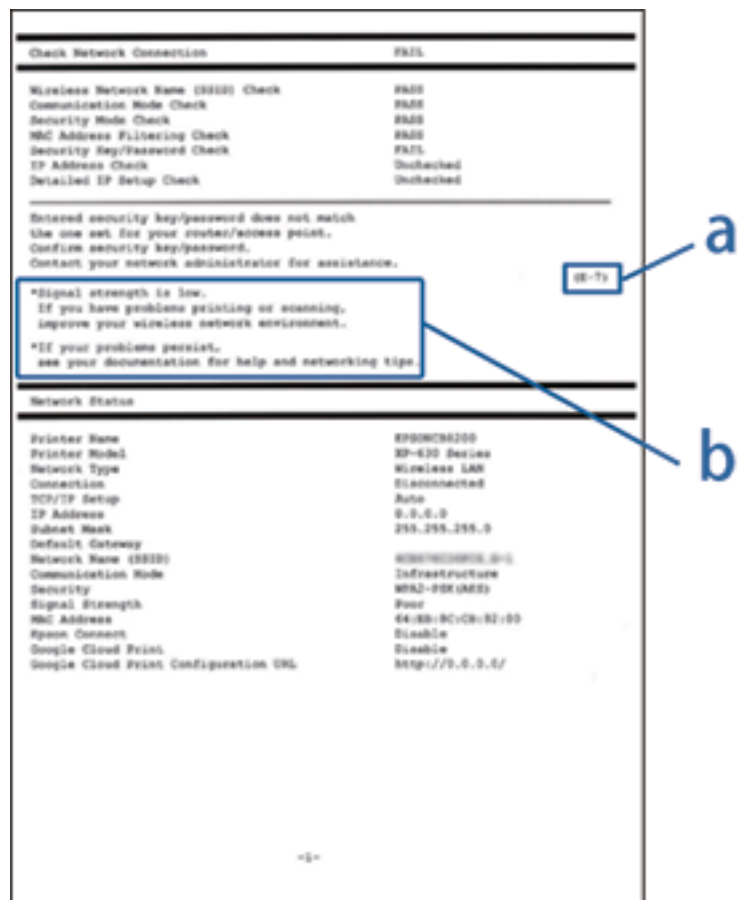 Check Network Connection FAIL
Wireless Network Name (SSID) Check PASS
Communication Mode Check PASS
Security Mode Check PASS
MAC Address Filtering Check PASS
Security Key/Password Check FAIL
IP Address Check Unchecked
Detailed IP Setup Check Unchecked
Entered security key/password does not match
the one set for your router/access point.
Confirm security key/password.
Contact your network administrator for assistance.
(E-7)
a
*Signal strength is low.
If you have problems printing or scanning,
improve your wireless network environment.
*If your problems persist,
see your documentation for help and networking tips.
b
Network Status
Printer Name
Printer Model XP-630 Series
Network Type Wireless LAN
Connection Disconnected
TCP/IP Setup Auto
IP Address 0.0.0.0
Subnet Mask 255.255.255.0
Default Gateway
Network Name (SSID)
Communication Mode Infrastructure
Security WPA2-PSK(AES)
Signal Strength Poor
MAC Address
Epson Connect Disable
Google Cloud Print Disable
Google Cloud Print Configuration URL http://0.0.0.0/
-1-